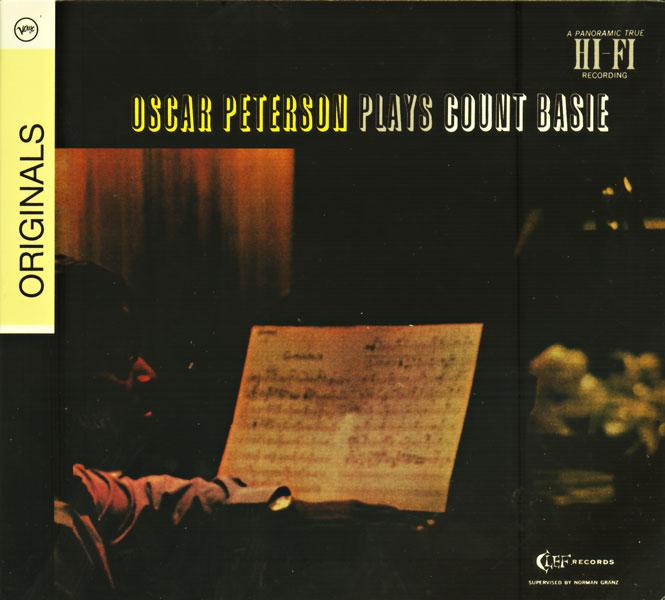 Verve
ORIGINALS
A PANORAMIC TRUE
HI-FI
RECORDING
OSCAR PETERSON PLAYS COUNT BASIE
CLEF RECORDS
SUPERVISED BY NORMAN GRANZ